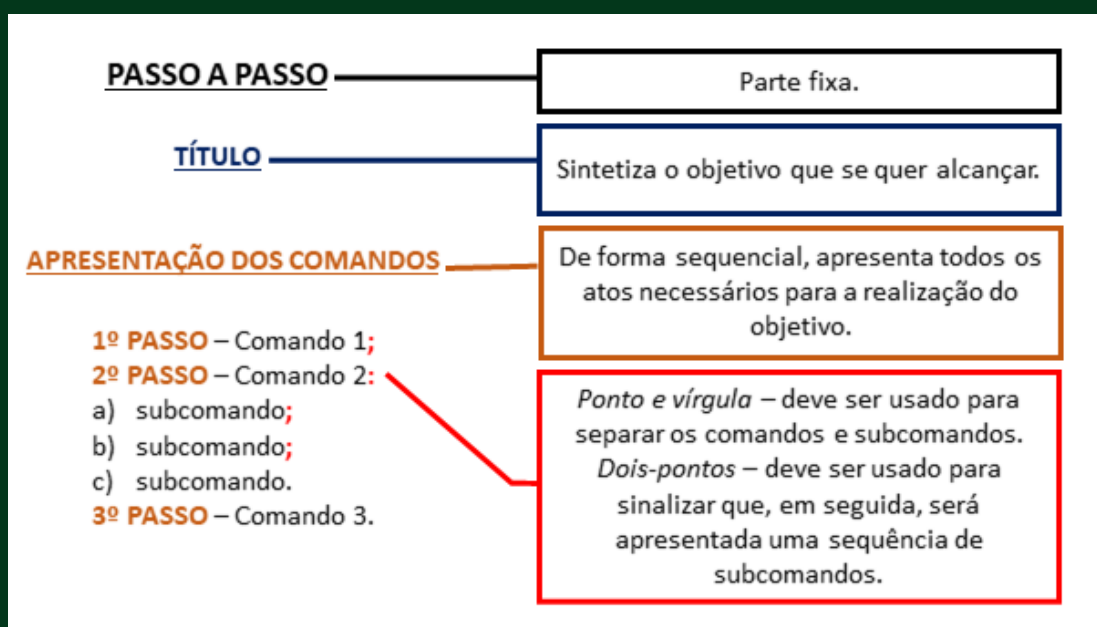 PASSO A PASSO
Parte fixa.
TÍTULO
Sintetiza o objetivo que se quer alcançar.
APRESENTAÇÃO DOS COMANDOS
De forma sequencial, apresenta todos os
atos necessários para a realização do
objetivo.
1º PASSO – Comando 1;
2º PASSO – Comando 2:
a) subcomando;
b) subcomando;
c) subcomando.
3º PASSO – Comando 3.
Ponto e vírgula – deve ser usado para
separar os comandos e subcomandos.
Dois-pontos – deve ser usado para
sinalizar que, em seguida, será
apresentada uma sequência de
subcomandos.